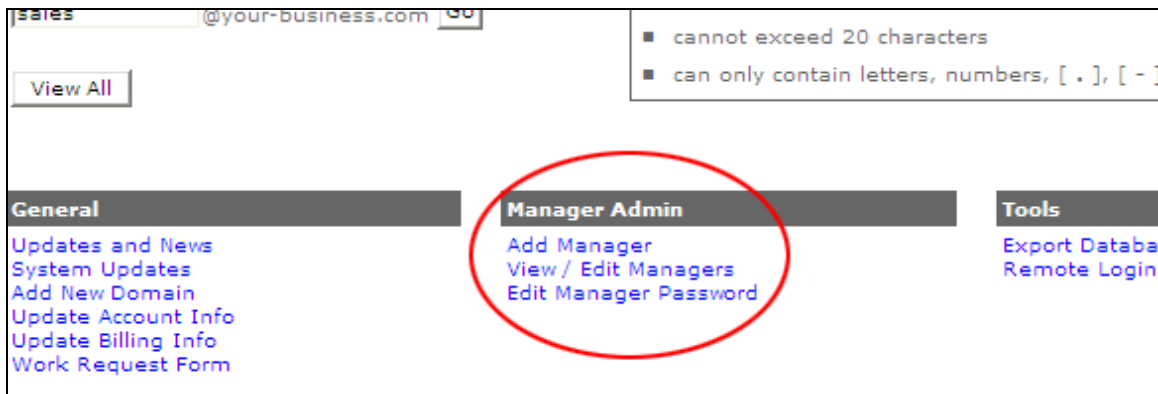 sales @your-business.com Go
View All
cannot exceed 20 characters
can only contain letters, numbers, [ . ], [ - ]
General
Updates and News
System Updates
Add New Domain
Update Account Info
Update Billing Info
Work Request Form
Manager Admin
Add Manager
View / Edit Managers
Edit Manager Password
Tools
Export Databa
Remote Login